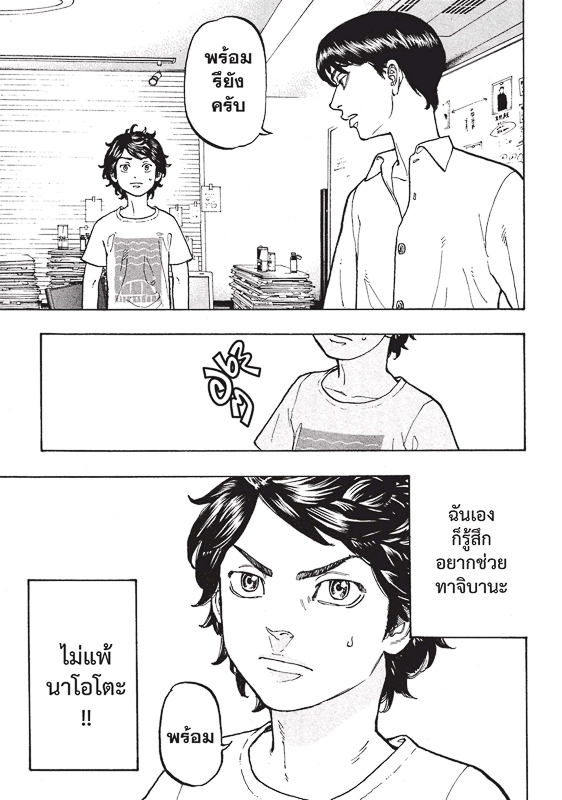 พร้อม
รึยัง
ครับ
อึก
ฉันเอง
ก็รู้สึก
อยากช่วย
ทาจิบานะ
ไม่แพ้
นาโอโตะ
!!
พร้อม